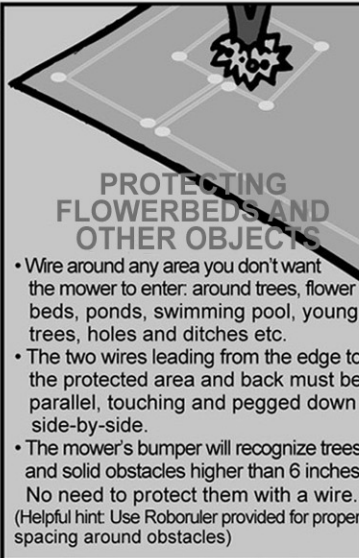 PROTECTING
FLOWERBEDS AND
OTHER OBJECTS
• Wire around any area you don't want
the mower to enter: around trees, flower
beds, ponds, swimming pool, young
trees, holes and ditches etc.
• The two wires leading from the edge to
the protected area and back must be
parallel, touching and pegged down
side-by-side.
• The mower's bumper will recognize trees
and solid obstacles higher than 6 inches.
No need to protect them with a wire.
(Helpful hint: Use Roboruler provided for proper
spacing around obstacles)